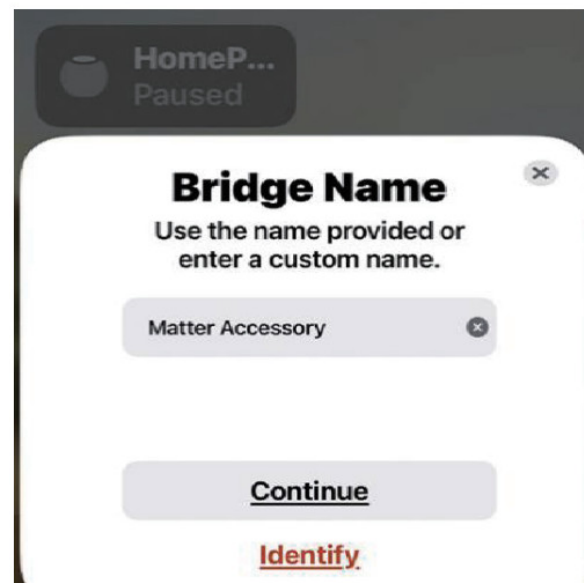 HomeP...
Paused
Bridge Name
Use the name provided or
enter a custom name.
Matter Accessory
Continue
Identify